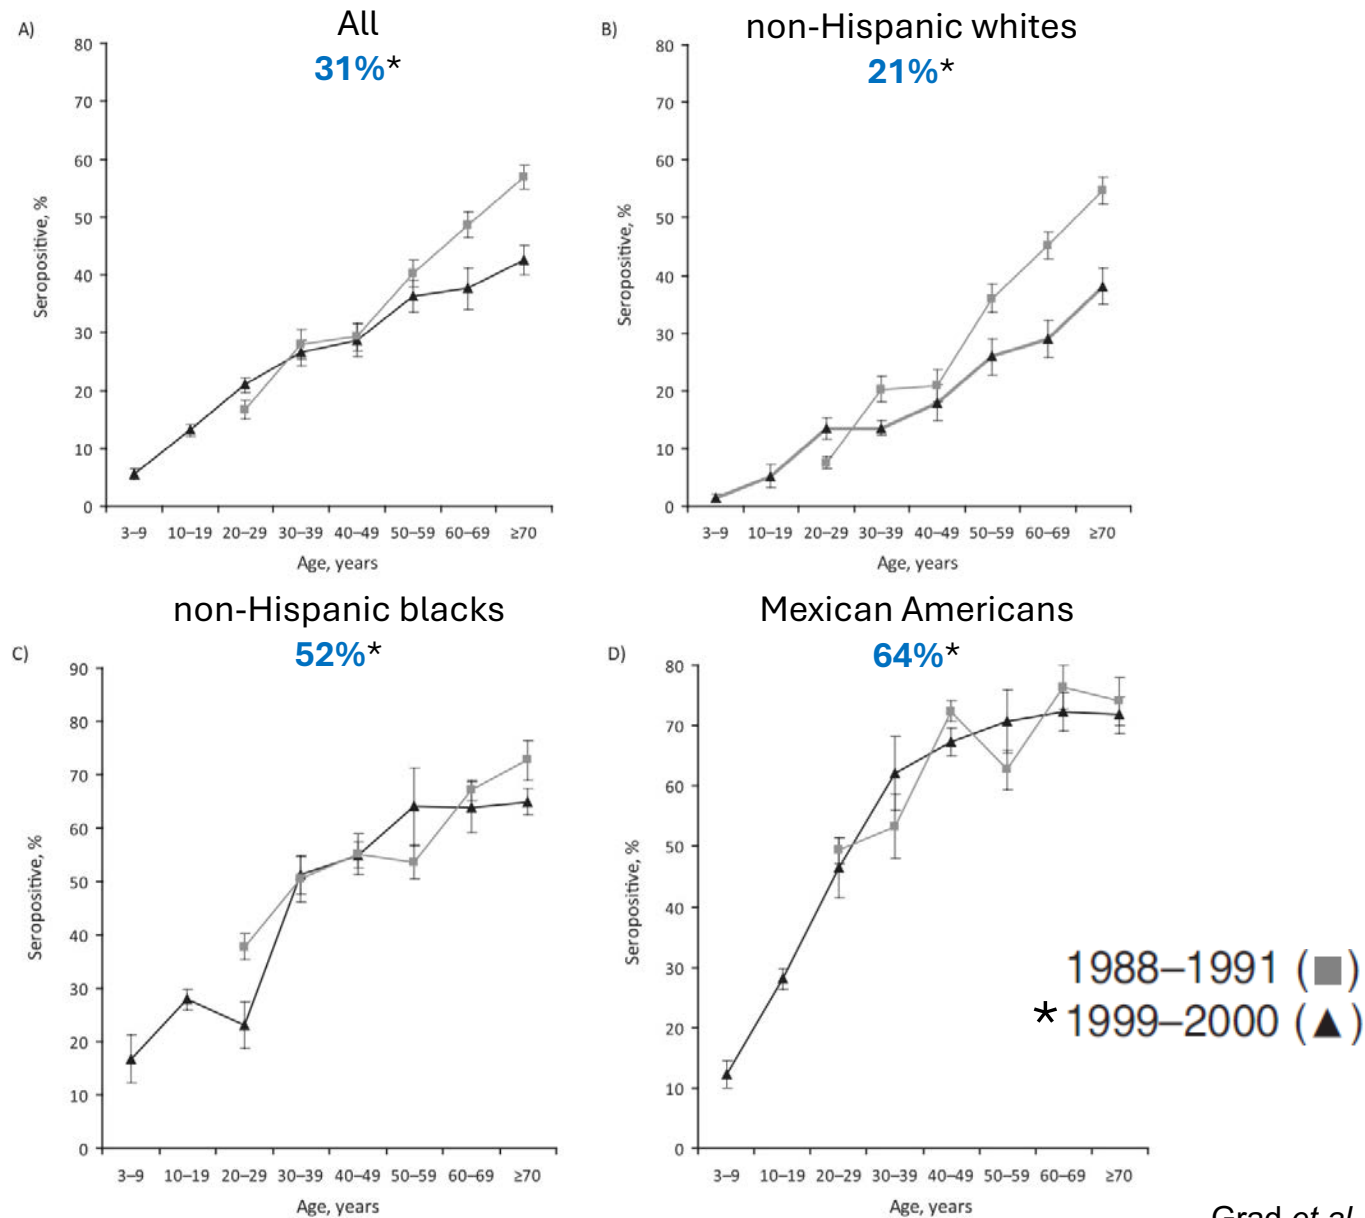 A)
All
31%*
80
70
60
50
40
30
20
10
0
Seropositive, %
3–9 10–19 20–29 30–39 40–49 50–59 60–69 ≥70
Age, years
B)
non-Hispanic whites
21%*
80
70
60
50
40
30
20
10
0
Seropositive, %
3–9 10–19 20–29 30–39 40–49 50–59 60–69 ≥70
Age, years
C)
non-Hispanic blacks
52%*
90
80
70
60
50
40
30
20
10
0
Seropositive, %
3–9 10–19 20–29 30–39 40–49 50–59 60–69 ≥70
Age, years
D)
Mexican Americans
64%*
80
70
60
50
40
30
20
10
0
Seropositive, %
3–9 10–19 20–29 30–39 40–49 50–59 60–69 ≥70
Age, years
1988–1991 (■)
*1999–2000 (▲)
Grad et al